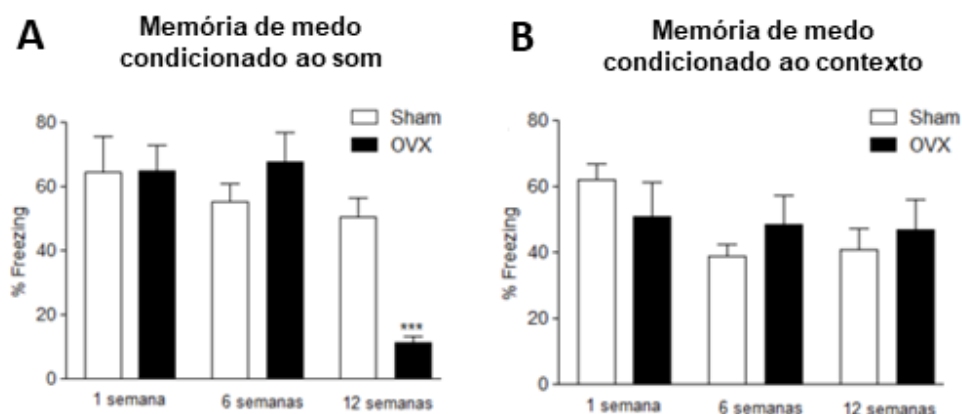 A
Memória de medo
condicionado ao som
Sham
OVX
% Freezing
80
60
40
20
0
***
1 semana
6 semanas
12 semanas
B
Memória de medo
condicionado ao contexto
Sham
OVX
% Freezing
80
60
40
20
0
1 semana
6 semanas
12 semanas